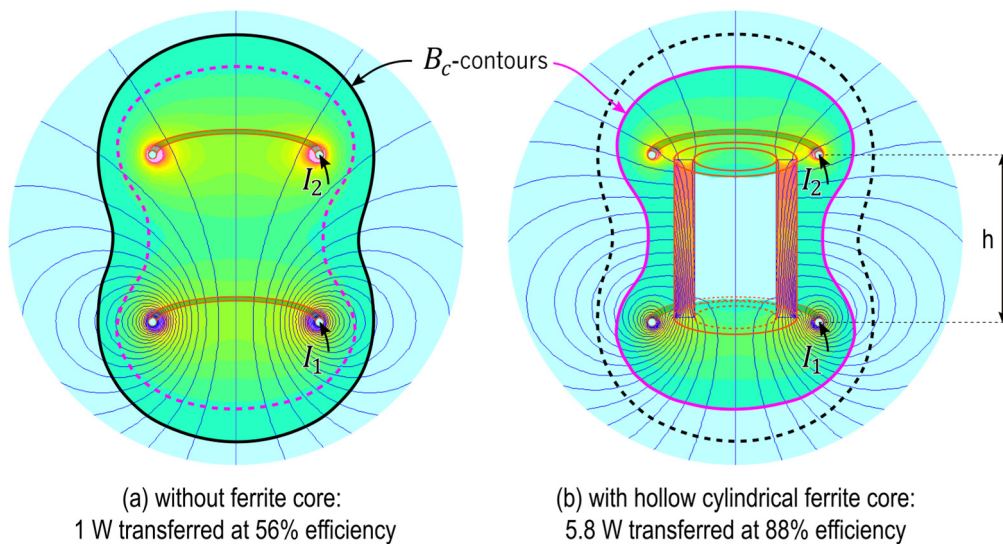 B_c-contours
I_2
I_2
h
I_1
I_1
(a) without ferrite core:
1 W transferred at 56% efficiency
(b) with hollow cylindrical ferrite core:
5.8 W transferred at 88% efficiency